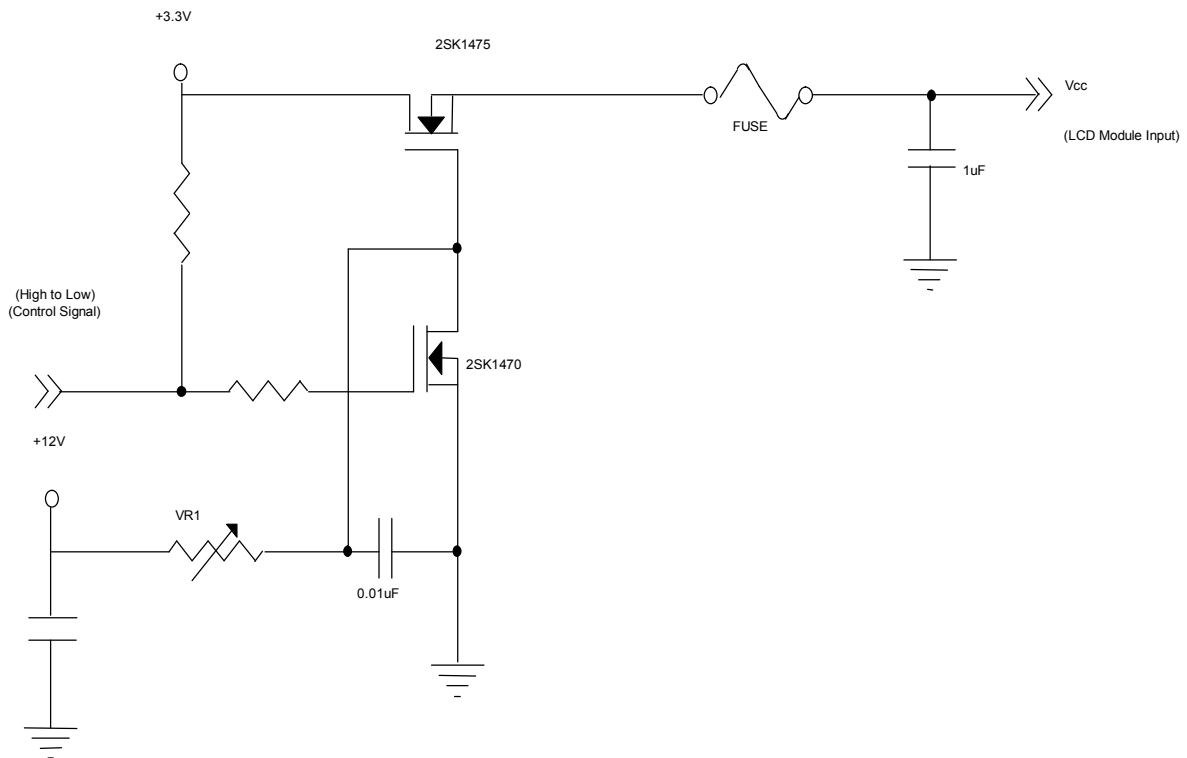 +3.3V
2SK1475
Vcc
FUSE
(LCD Module Input)
1uF
(High to Low)
(Control Signal)
2SK1470
+12V
VR1
0.01uF